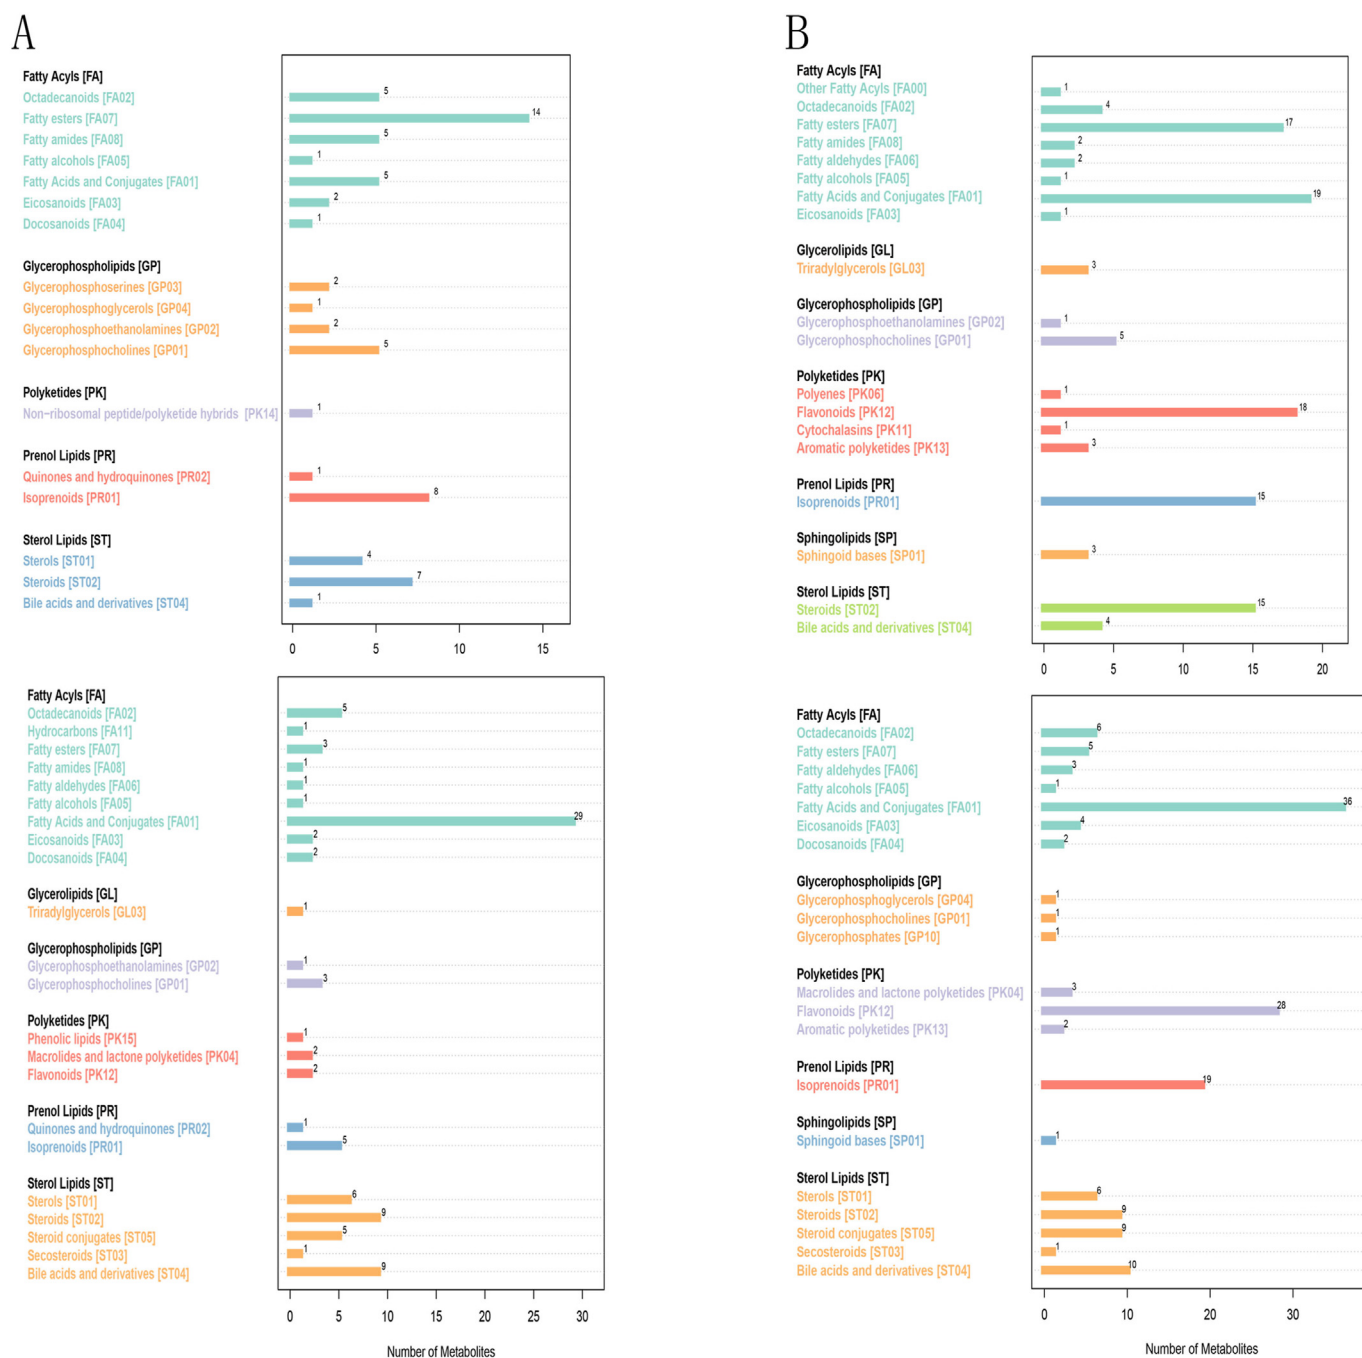 A
Fatty Acyls [FA]
Octadecanoids [FA02] 5
Fatty esters [FA07] 14
Fatty amides [FA08] 5
Fatty alcohols [FA05] 1
Fatty Acids and Conjugates [FA01] 5
Eicosanoids [FA03] 2
Docosanoids [FA04] 1
Glycerophospholipids [GP]
Glycerophosphoserines [GP03] 2
Glycerophosphoglycerols [GP04] 1
Glycerophosphoethanolamines [GP02] 2
Glycerophosphocholines [GP01] 5
Polyketides [PK]
Non−ribosomal peptide/polyketide hybrids [PK14] 1
Prenol Lipids [PR]
Quinones and hydroquinones [PR02] 1
Isoprenoids [PR01] 8
Sterol Lipids [ST]
Sterols [ST01] 4
Steroids [ST02] 7
Bile acids and derivatives [ST04] 1
0 5 10 15
Fatty Acyls [FA]
Octadecanoids [FA02] 5
Hydrocarbons [FA11] 1
Fatty esters [FA07] 3
Fatty amides [FA08] 1
Fatty aldehydes [FA06] 1
Fatty alcohols [FA05] 1
Fatty Acids and Conjugates [FA01] 29
Eicosanoids [FA03] 2
Docosanoids [FA04] 2
Glycerolipids [GL]
Triradylglycerols [GL03] 1
Glycerophospholipids [GP]
Glycerophosphoethanolamines [GP02] 1
Glycerophosphocholines [GP01] 3
Polyketides [PK]
Phenolic lipids [PK15] 1
Macrolides and lactone polyketides [PK04] 2
Flavonoids [PK12] 2
Prenol Lipids [PR]
Quinones and hydroquinones [PR02] 1
Isoprenoids [PR01] 5
Sterol Lipids [ST]
Sterols [ST01] 6
Steroids [ST02] 9
Steroid conjugates [ST05] 5
Secosteroids [ST03] 1
Bile acids and derivatives [ST04] 9
0 5 10 15 20 25 30
Number of Metabolites
B
Fatty Acyls [FA]
Other Fatty Acyls [FA00] 1
Octadecanoids [FA02] 4
Fatty esters [FA07] 17
Fatty amides [FA08] 2
Fatty aldehydes [FA06] 2
Fatty alcohols [FA05] 1
Fatty Acids and Conjugates [FA01] 19
Eicosanoids [FA03] 1
Glycerolipids [GL]
Triradylglycerols [GL03] 3
Glycerophospholipids [GP]
Glycerophosphoethanolamines [GP02] 1
Glycerophosphocholines [GP01] 5
Polyketides [PK]
Polyenes [PK06] 1
Flavonoids [PK12] 18
Cytochalasins [PK11] 1
Aromatic polyketides [PK13] 3
Prenol Lipids [PR]
Isoprenoids [PR01] 15
Sphingolipids [SP]
Sphingoid bases [SP01] 3
Sterol Lipids [ST]
Steroids [ST02] 15
Bile acids and derivatives [ST04] 4
0 5 10 15 20
Fatty Acyls [FA]
Octadecanoids [FA02] 6
Fatty esters [FA07] 5
Fatty aldehydes [FA06] 3
Fatty alcohols [FA05] 1
Fatty Acids and Conjugates [FA01] 36
Eicosanoids [FA03] 4
Docosanoids [FA04] 2
Glycerophospholipids [GP]
Glycerophosphoglycerols [GP04] 1
Glycerophosphocholines [GP01] 1
Glycerophosphates [GP10] 1
Polyketides [PK]
Macrolides and lactone polyketides [PK04] 3
Flavonoids [PK12] 28
Aromatic polyketides [PK13] 2
Prenol Lipids [PR]
Isoprenoids [PR01] 19
Sphingolipids [SP]
Sphingoid bases [SP01] 1
Sterol Lipids [ST]
Sterols [ST01] 6
Steroids [ST02] 9
Steroid conjugates [ST05] 9
Secosteroids [ST03] 1
Bile acids and derivatives [ST04] 10
0 10 20 30
Number of Metabolites